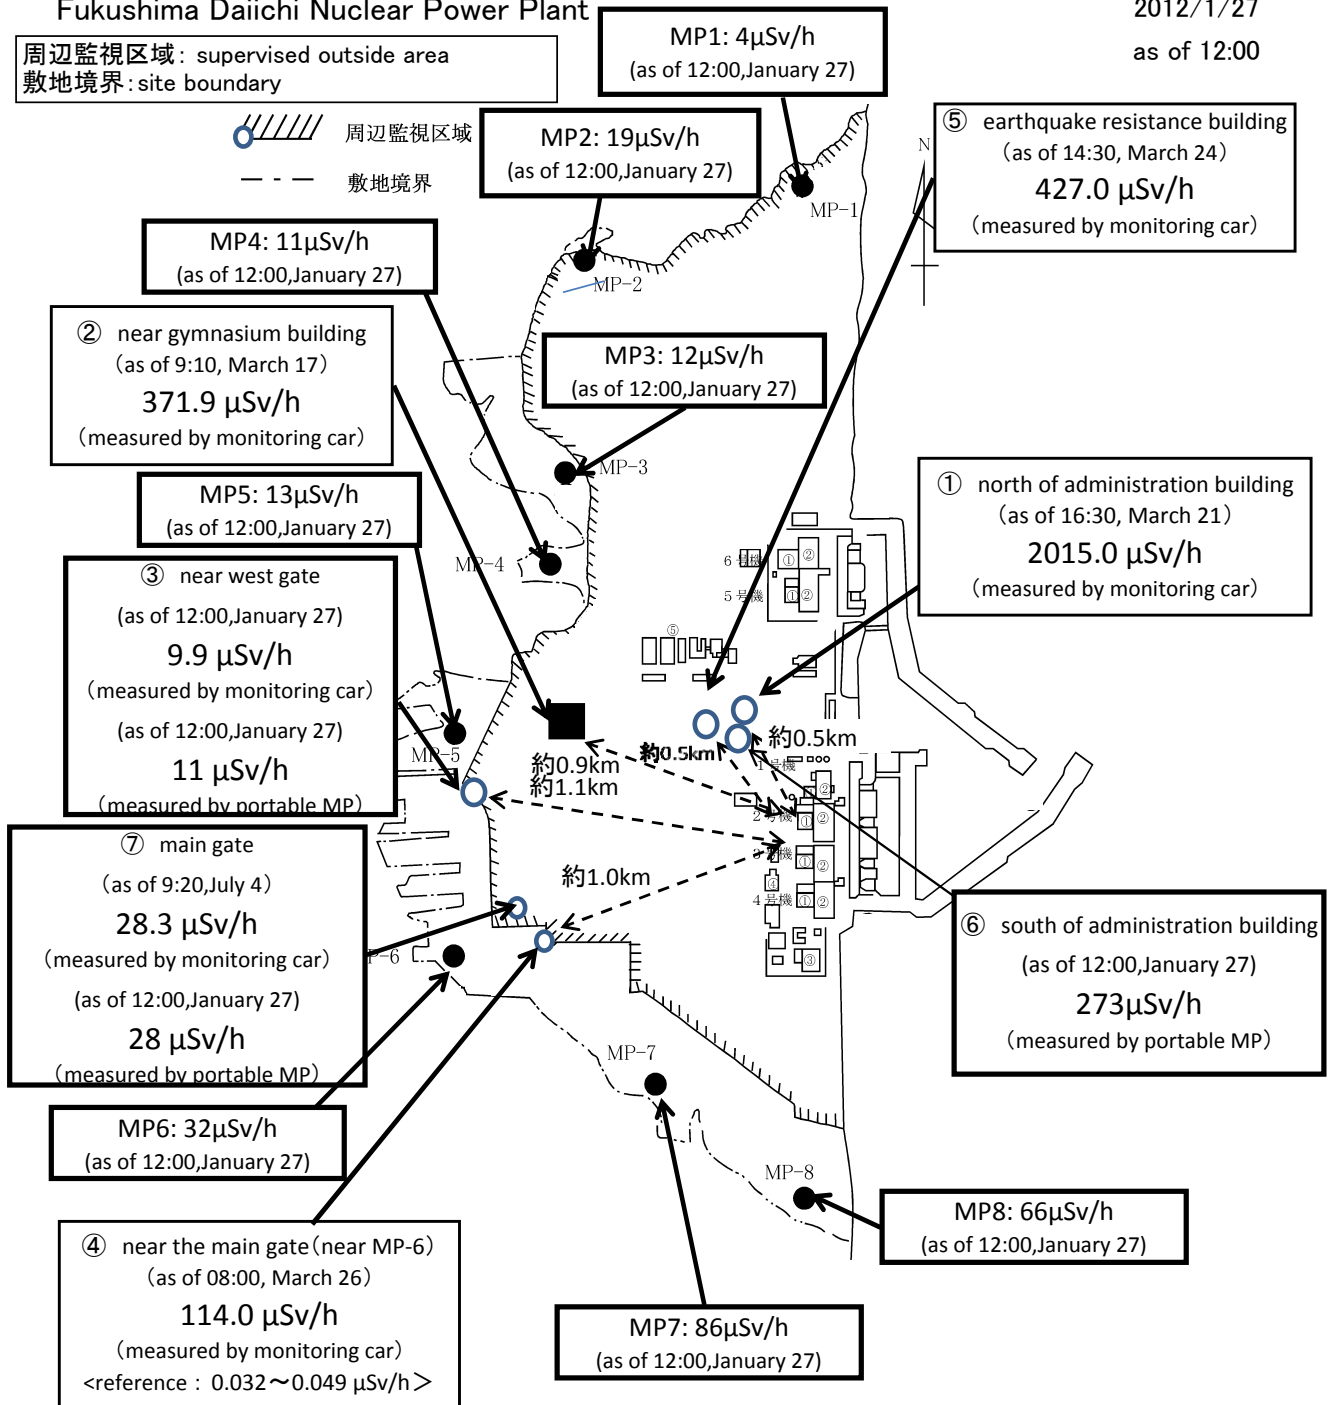 Fukushima Daiichi Nuclear Power Plant
2012/1/27
as of 12:00
周辺監視区域: supervised outside area
敷地境界:site boundary
周辺監視区域
敷地境界
MP1: 4μSv/h
(as of 12:00,January 27)
MP2: 19μSv/h
(as of 12:00,January 27)
⑤ earthquake resistance building
(as of 14:30, March 24)
427.0 μSv/h
(measured by monitoring car)
N
MP-1
MP4: 11μSv/h
(as of 12:00,January 27)
MP-2
② near gymnasium building
(as of 9:10, March 17)
371.9 μSv/h
(measured by monitoring car)
MP3: 12μSv/h
(as of 12:00,January 27)
MP-3
① north of administration building
(as of 16:30, March 21)
2015.0 μSv/h
(measured by monitoring car)
MP5: 13μSv/h
(as of 12:00,January 27)
MP-4
③ near west gate
(as of 12:00,January 27)
9.9 μSv/h
(measured by monitoring car)
(as of 12:00,January 27)
11 μSv/h
(measured by portable MP)
6号機
① ②
5号機
① ②
⑤
MP-5
約0.9km
約1.1km
約0.5km
約0.5km
1号機
②
2号機
① ②
3号機
① ②
4号機
① ②
④
③
約1.0km
⑦ main gate
(as of 9:20,July 4)
28.3 μSv/h
(measured by monitoring car)
(as of 12:00,January 27)
28 μSv/h
(measured by portable MP)
P-6
⑥ south of administration building
(as of 12:00,January 27)
273μSv/h
(measured by portable MP)
MP-7
MP6: 32μSv/h
(as of 12:00,January 27)
MP-8
MP8: 66μSv/h
(as of 12:00,January 27)
④ near the main gate(near MP-6)
(as of 08:00, March 26)
114.0 μSv/h
(measured by monitoring car)
<reference : 0.032～0.049 μSv/h>
MP7: 86μSv/h
(as of 12:00,January 27)